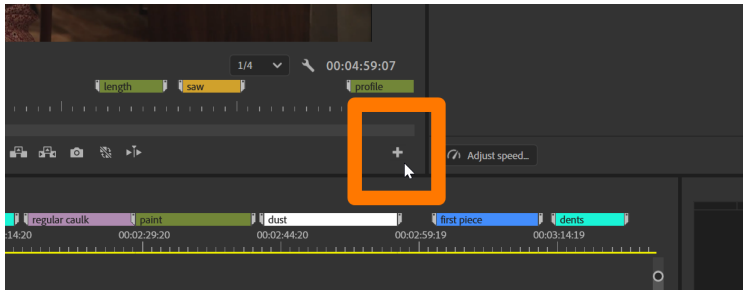 1/4 00:04:59:07
length saw profile
Adjust speed...
regular caulk paint dust first piece dents
:14:20 00:02:29:20 00:02:44:20 00:02:59:19 00:03:14:19